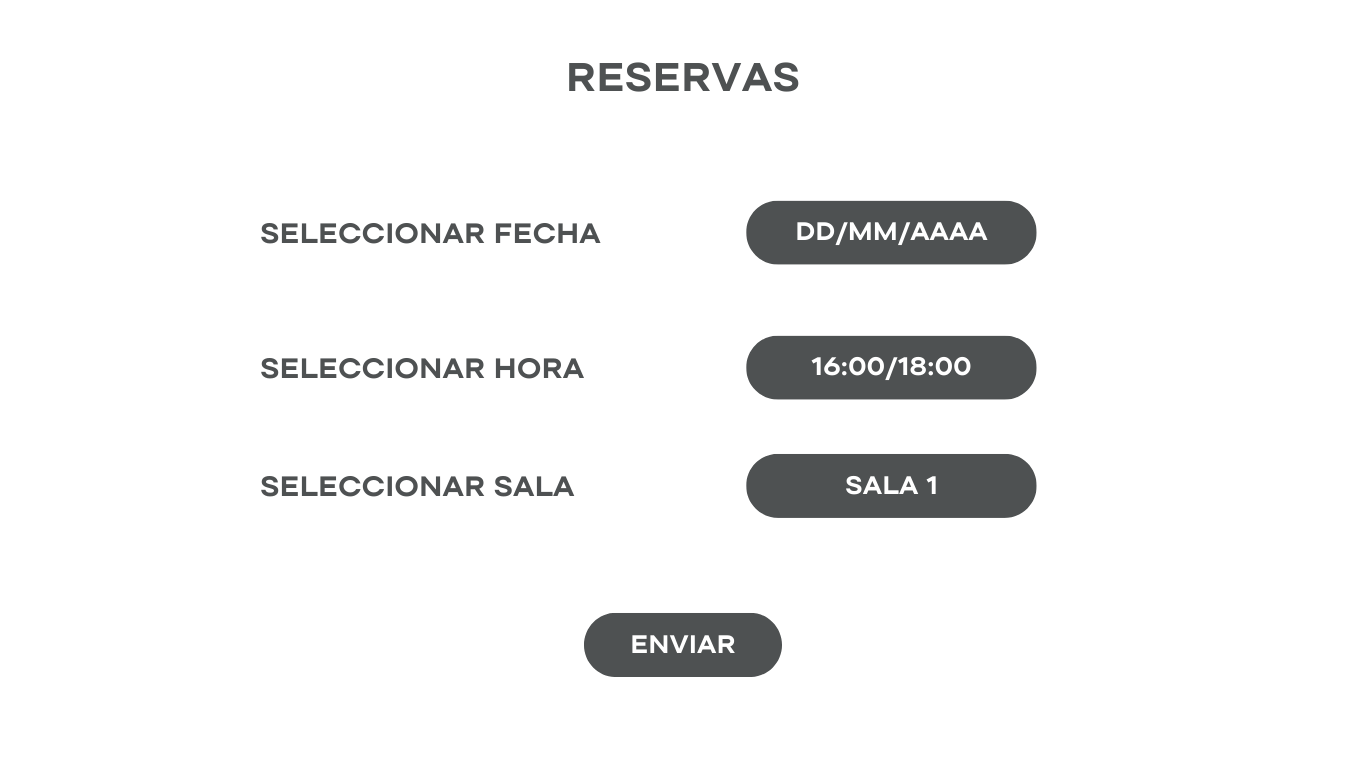 RESERVAS
SELECCIONAR FECHA
DD/MM/AAAA
SELECCIONAR HORA
16:00/18:00
SELECCIONAR SALA
SALA 1
ENVIAR